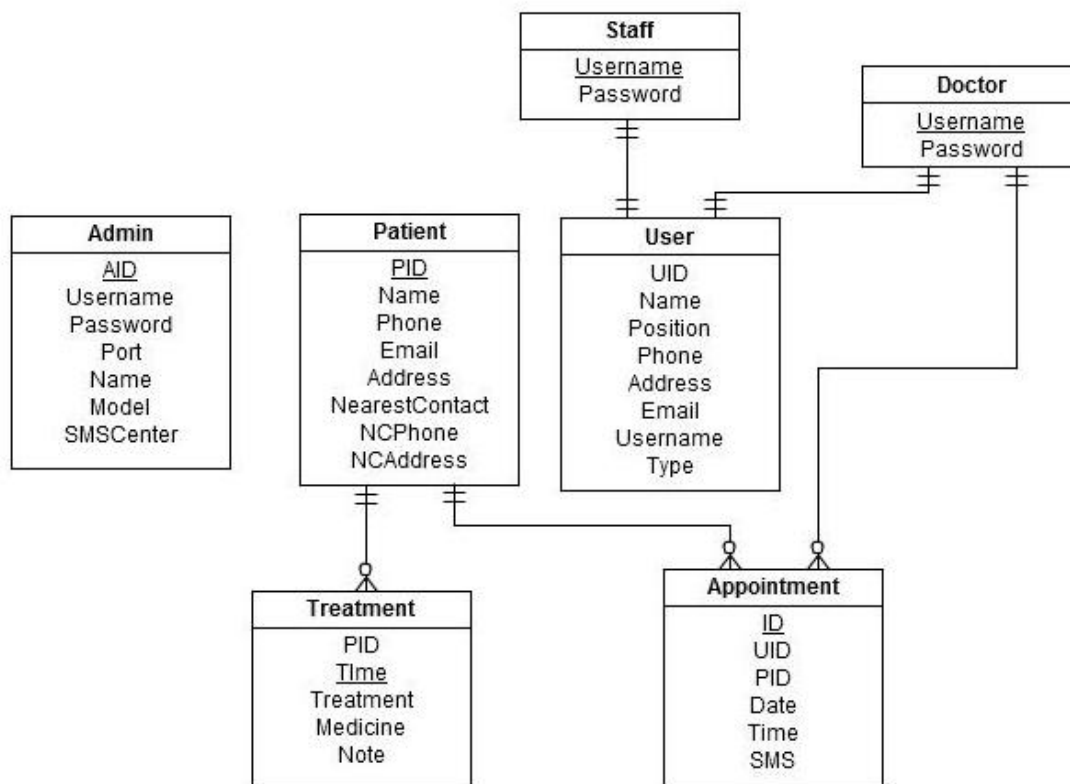 Staff
Username
Password
Doctor
Username
Password
Admin
AID
Username
Password
Port
Name
Model
SMSCenter
Patient
PID
Name
Phone
Email
Address
NearestContact
NCPhone
NCAddress
User
UID
Name
Position
Phone
Address
Email
Username
Type
Treatment
PID
TIme
Treatment
Medicine
Note
Appointment
ID
UID
PID
Date
Time
SMS